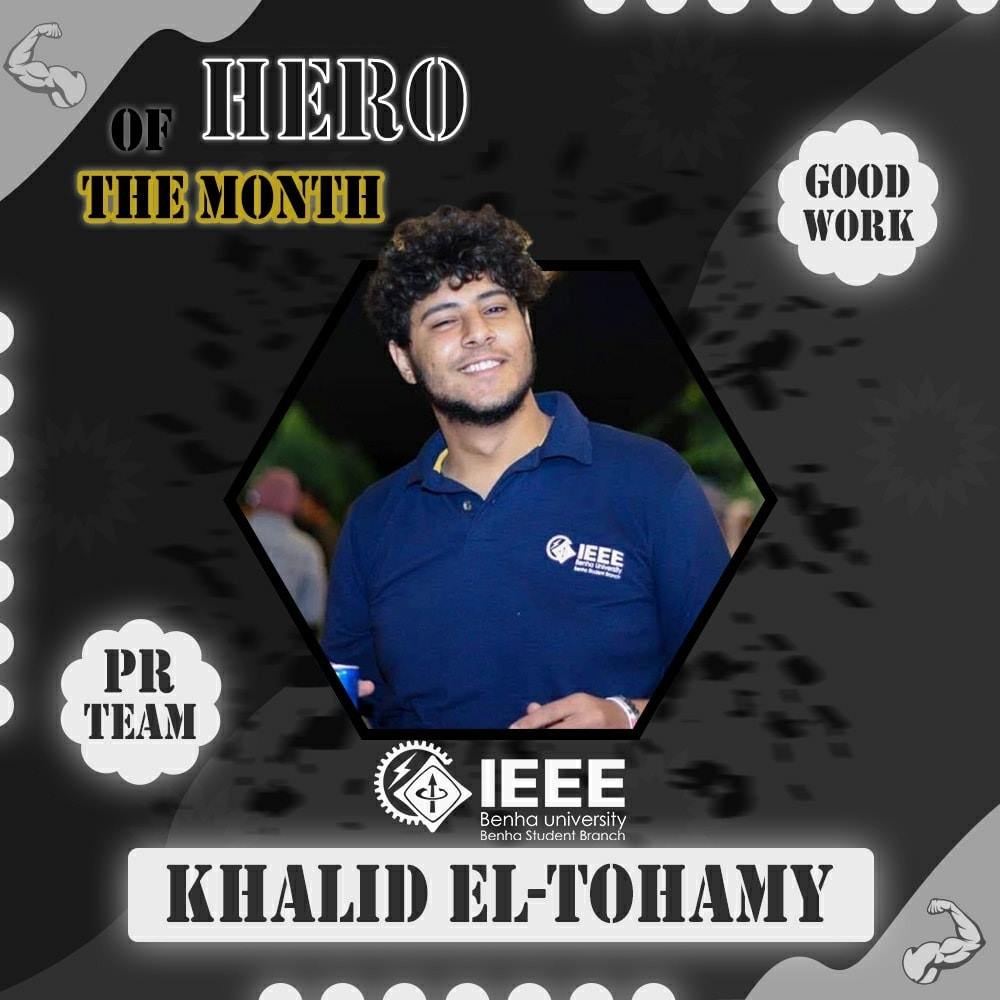 HERO
OF
THE MONTH
GOOD
WORK
IEEE
Benha University
Benha Student Branch
PR
TEAM
IEEE
Benha university
Benha Student Branch
KHALID EL-TOHAMY